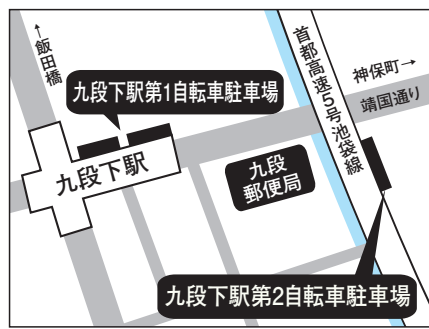 ←飯田橋
九段下駅第1自転車駐車場
首都高速5号池袋線
神保町→
靖国通り
九段下駅
九段
郵便局
九段下駅第2自転車駐車場